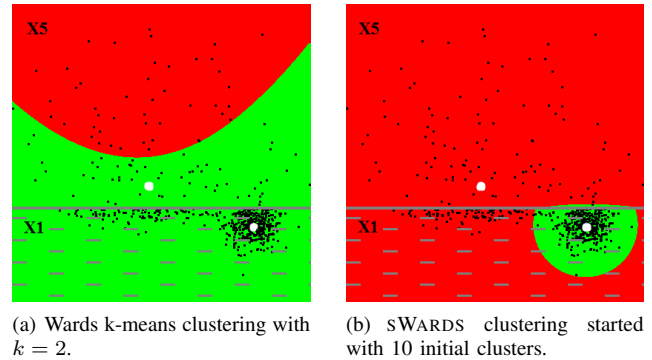 X5
X1
X5
X1
(a) Wards k-means clustering with
k = 2.
(b) SWARDS clustering started
with 10 initial clusters.